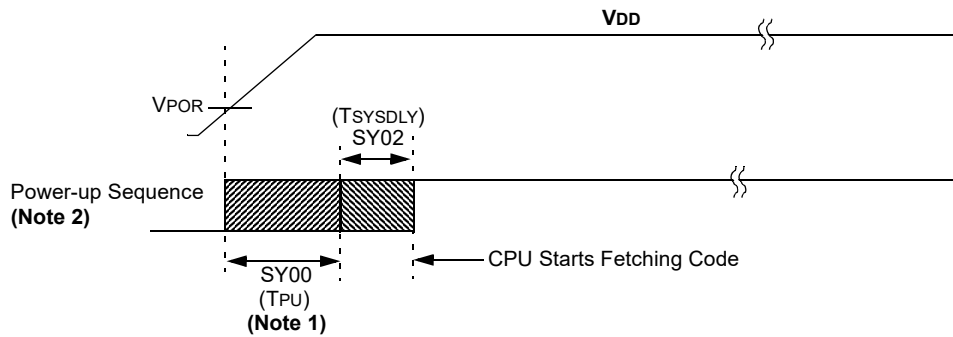 VDD
VPOR
(TSYSDLY)
SY02
Power-up Sequence
(Note 2)
CPU Starts Fetching Code
SY00
(TPU)
(Note 1)